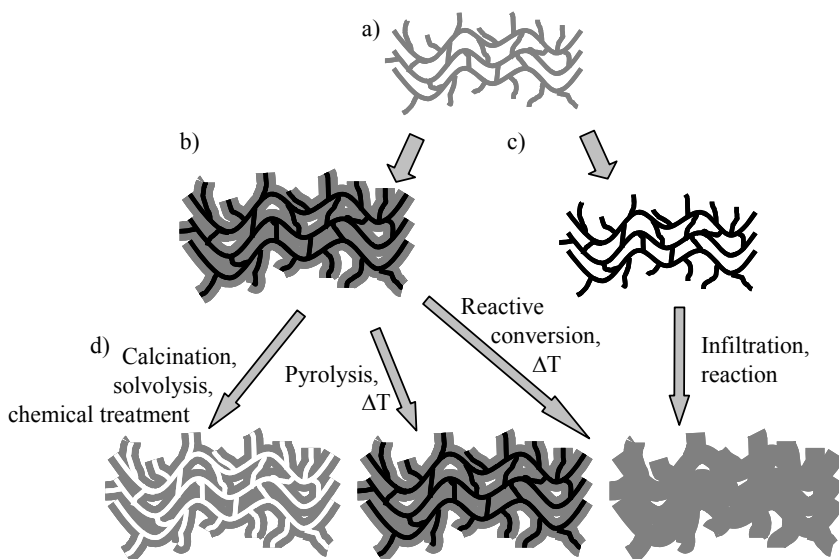 a)
b)
c)
d)
Calcination,
solvolysis,
chemical treatment
Pyrolysis,
ΔT
Reactive
conversion,
ΔT
Infiltration,
reaction